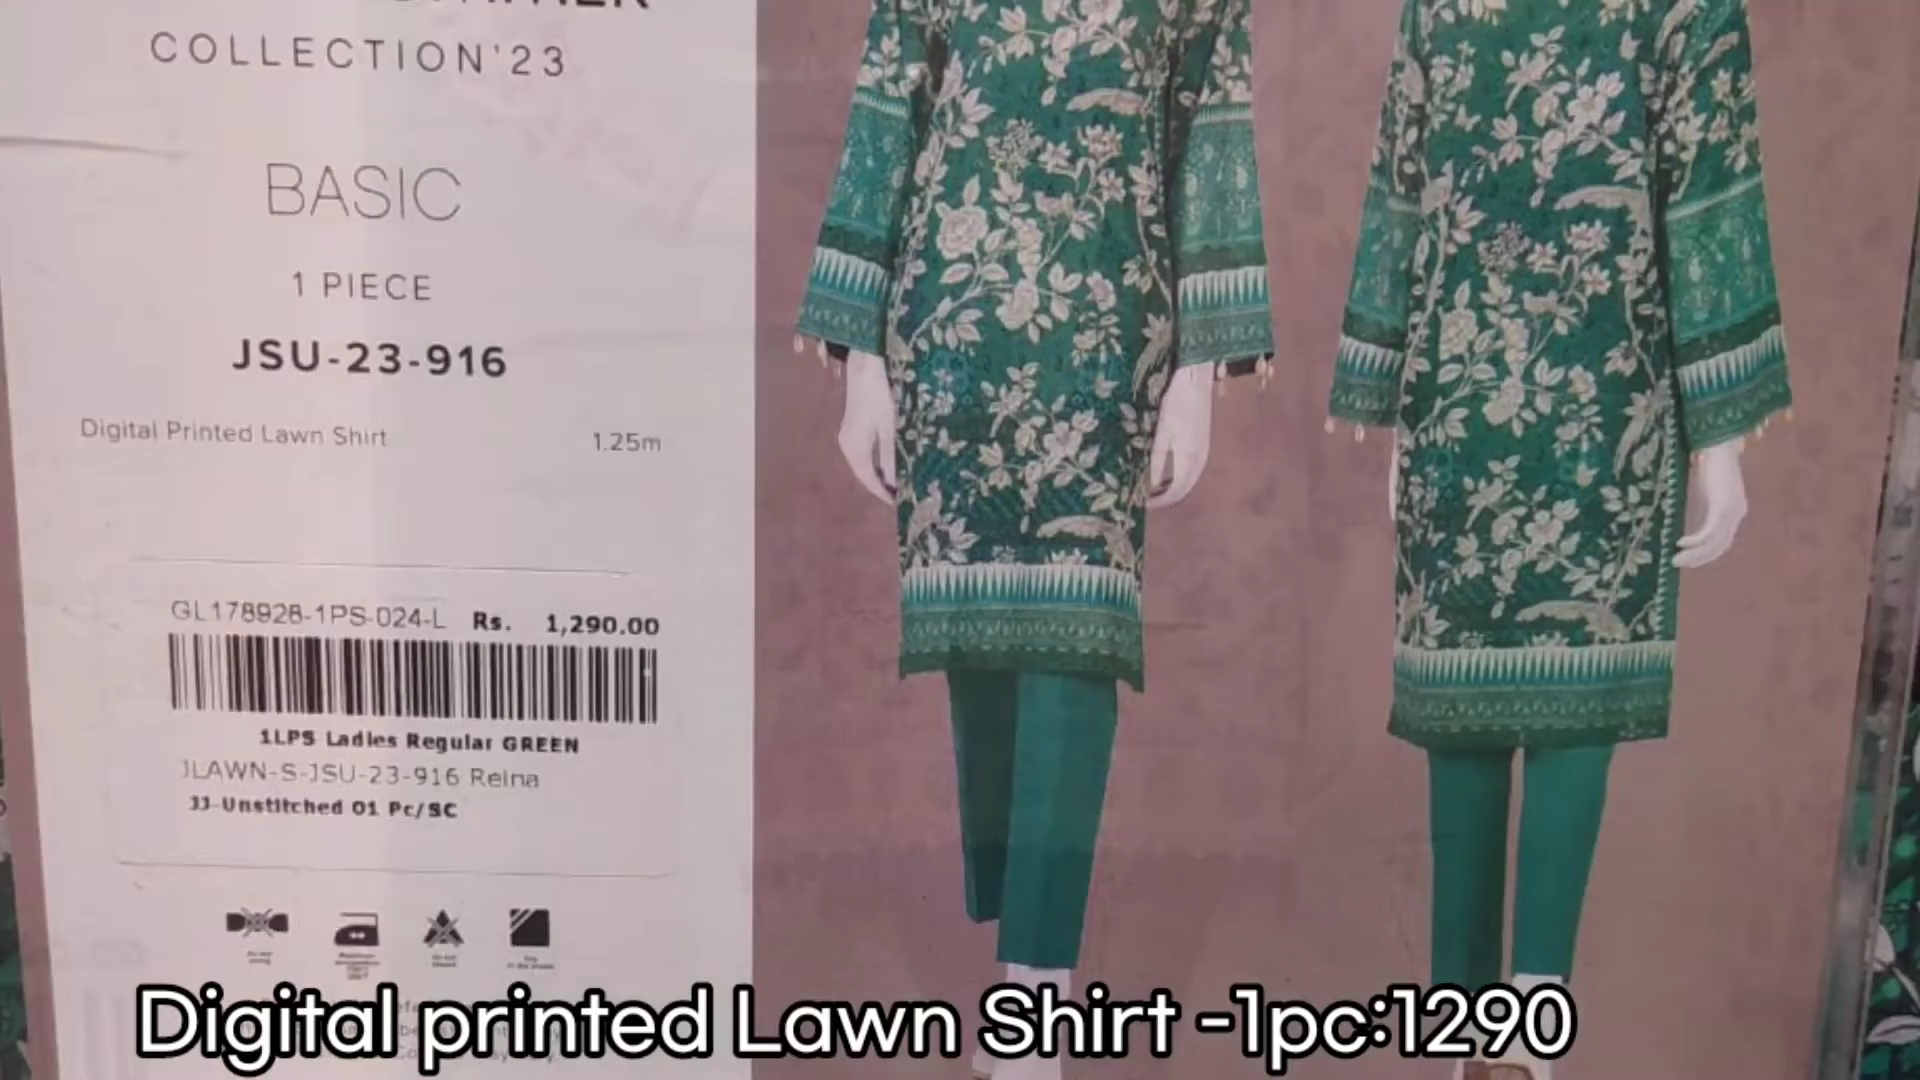 COLLECTION'23
BASIC
1 PIECE
JSU-23-916
Digital Printed Lawn Shirt 1.25m
GL178928-1PS-024-L Rs. 1,290.00
1LPS Ladies Regular GREEN
JLAWN-S-JSU-23-916 Reina
JJ-Unstitched 01 Pc/SC
Digital printed Lawn Shirt -1pc:1290